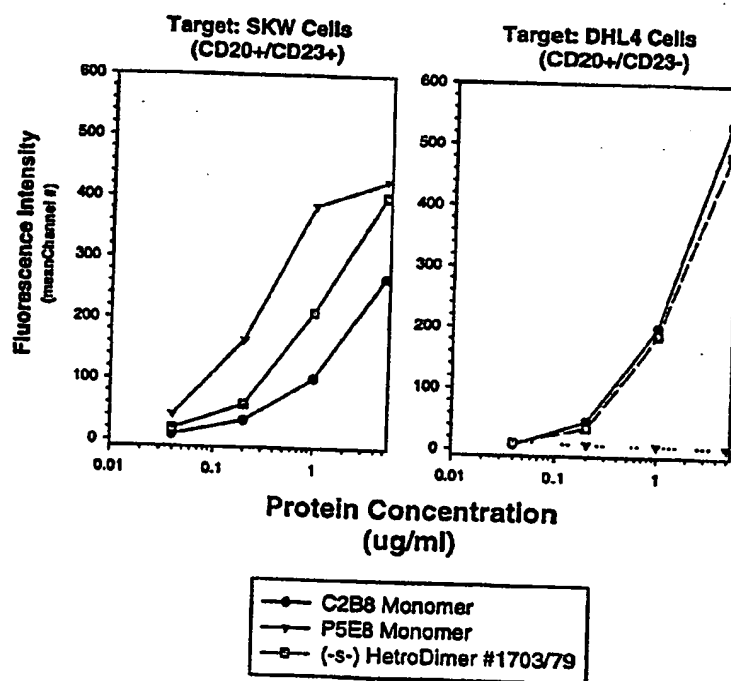 Target: SKW Cells
(CD20+/CD23+)
Target: DHL4 Cells
(CD20+/CD23-)
Fluorescence Intensity
(meanChannel #)
600
500
400
300
200
100
0
0.01
0.1
1
600
500
400
300
200
100
0
0.01
0.1
1
Protein Concentration
(ug/ml)
C2B8 Monomer
P5E8 Monomer
(-s-) HetroDimer #1703/79